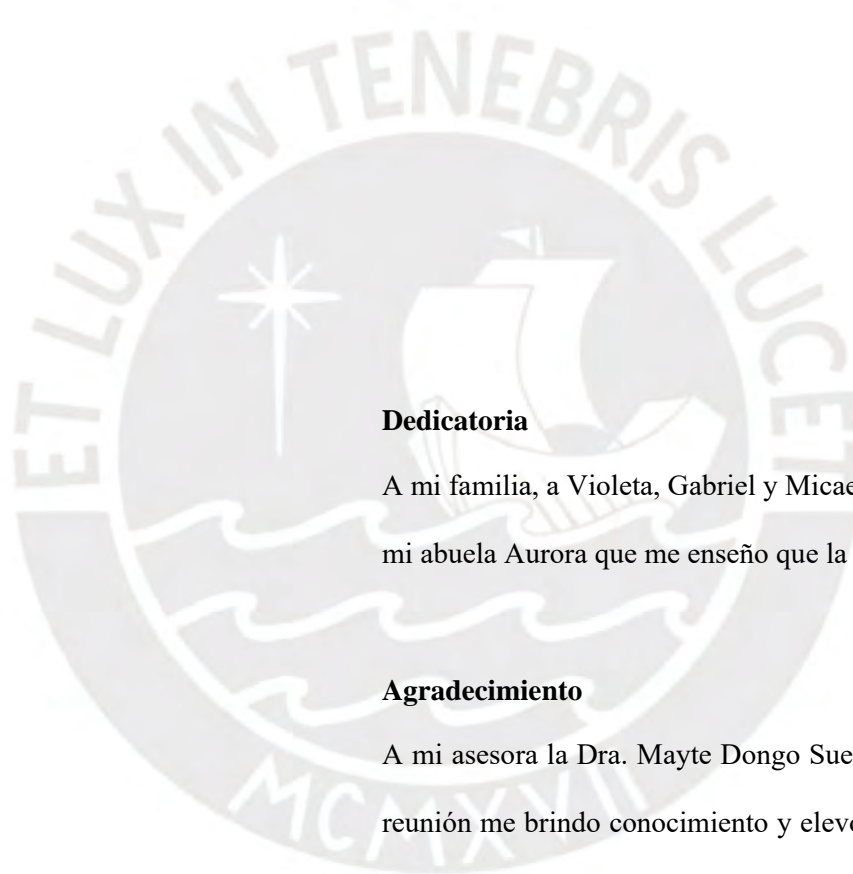 ET LUX IN TENEBRIS LUCET
MCMXVII
Dedicatoria
A mi familia, a Violeta, Gabriel y Micae
mi abuela Aurora que me enseño que la
Agradecimiento
A mi asesora la Dra. Mayte Dongo Sue
reunión me brindo conocimiento y elevo